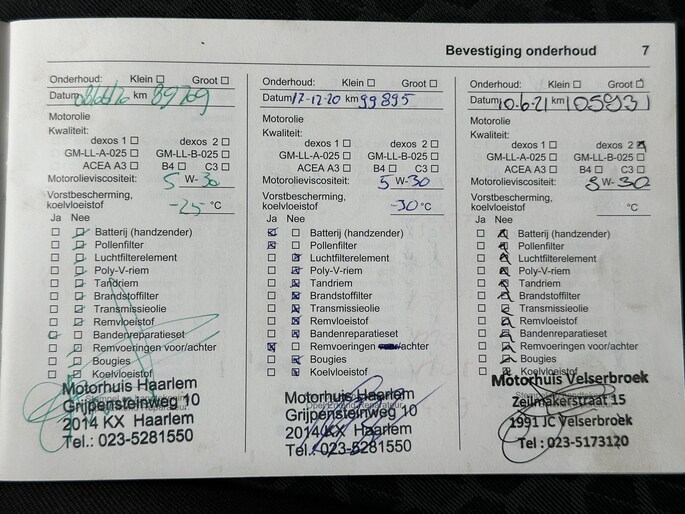 Bevestiging onderhoud 7
Onderhoud: Klein Groot
Datum km 89769
Motorolie
Kwaliteit:
dexos 1 dexos 2
GM-LL-A-025 GM-LL-B-025
ACEA A3 B4 C3
Motorolieviscositeit: 5 W-30
Vorstbescherming,
koelvloeistof -25 °C
Ja Nee
Batterij (handzender)
Pollenfilter
Luchtfilterelement
Poly-V-riem
Tandriem
Brandstoffilter
Transmissieolie
Remvloeistof
Bandenreparatieset
Remvoeringen voor/achter
Bougies
Koelvloeistof
Motorhuis Haarlem
Grijpensteinweg 10
2014 KX Haarlem
Tel.: 023-5281550
Onderhoud: Klein Groot
Datum 17-12-20 km 99895
Motorolie
Kwaliteit:
dexos 1 dexos 2
GM-LL-A-025 GM-LL-B-025
ACEA A3 B4 C3
Motorolieviscositeit: 5 W-30
Vorstbescherming,
koelvloeistof -30 °C
Ja Nee
Batterij (handzender)
Pollenfilter
Luchtfilterelement
Poly-V-riem
Tandriem
Brandstoffilter
Transmissieolie
Remvloeistof
Bandenreparatieset
Remvoeringen /achter
Bougies
Koelvloeistof
Motorhuis Haarlem
Grijpensteinweg 10
2014 KX Haarlem
Tel.: 023-5281550
Onderhoud: Klein Groot
Datum 10-6-21 km 105931
Motorolie
Kwaliteit:
dexos 1 dexos 2
GM-LL-A-025 GM-LL-B-025
ACEA A3 B4 C3
Motorolieviscositeit: 5 W-30
Vorstbescherming,
koelvloeistof °C
Ja Nee
Batterij (handzender)
Pollenfilter
Luchtfilterelement
Poly-V-riem
Tandriem
Brandstoffilter
Transmissieolie
Remvloeistof
Bandenreparatieset
Remvoeringen voor/achter
Bougies
Koelvloeistof
Motorhuis Velserbroek
Zeilmakerstraat 15
1991 JC Velserbroek
Tel : 023-5173120